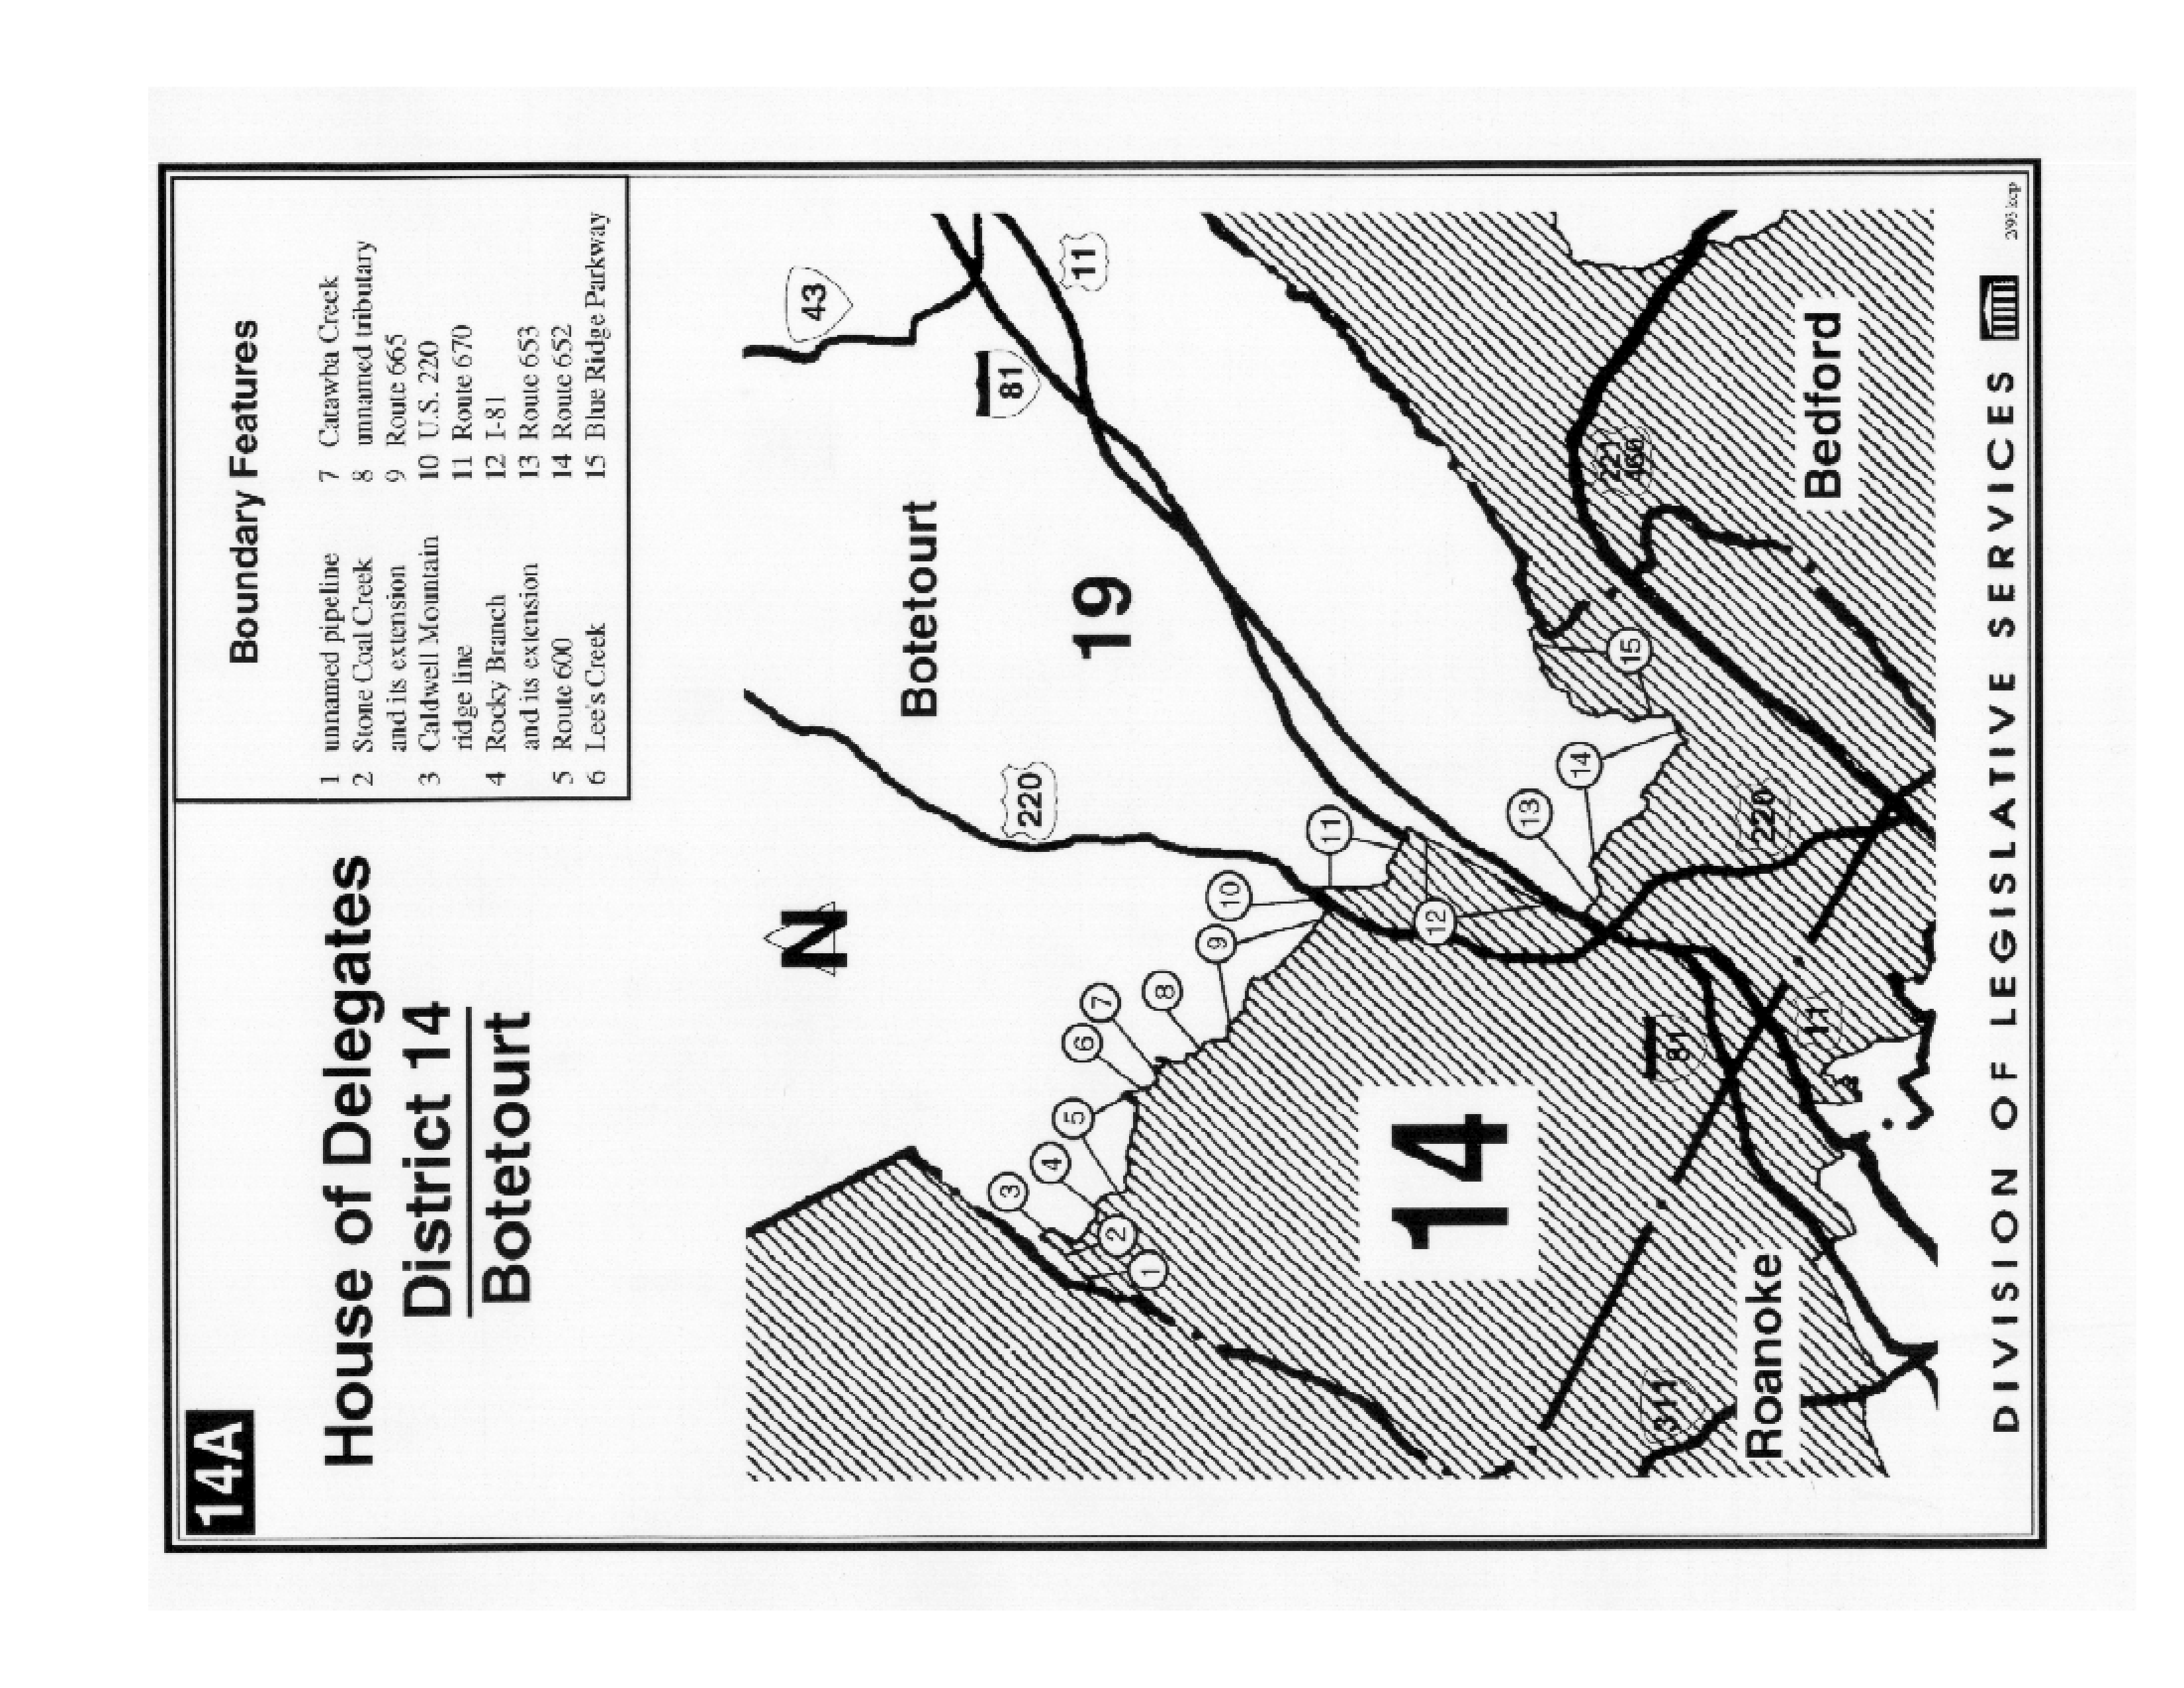 14A
House of Delegates
District 14
Botetourt
Boundary Features
1 unnamed pipeline
2 Stone Coal Creek
and its extension
3 Caldwell Mountain
ridge line
4 Rocky Branch
and its extension
5 Route 600
6 Lee's Creek
7 Catawba Creek
8 unnamed tributary
9 Route 665
10 U.S. 220
11 Route 670
12 I-81
13 Route 653
14 Route 652
15 Blue Ridge Parkway
N
43
220
Botetourt
81
11
19
3
4
5
6
7
8
9
10
11
2
1
12
13
14
15
14
221
460
81
220
311
11
Roanoke
Bedford
DIVISION OF LEGISLATIVE SERVICES